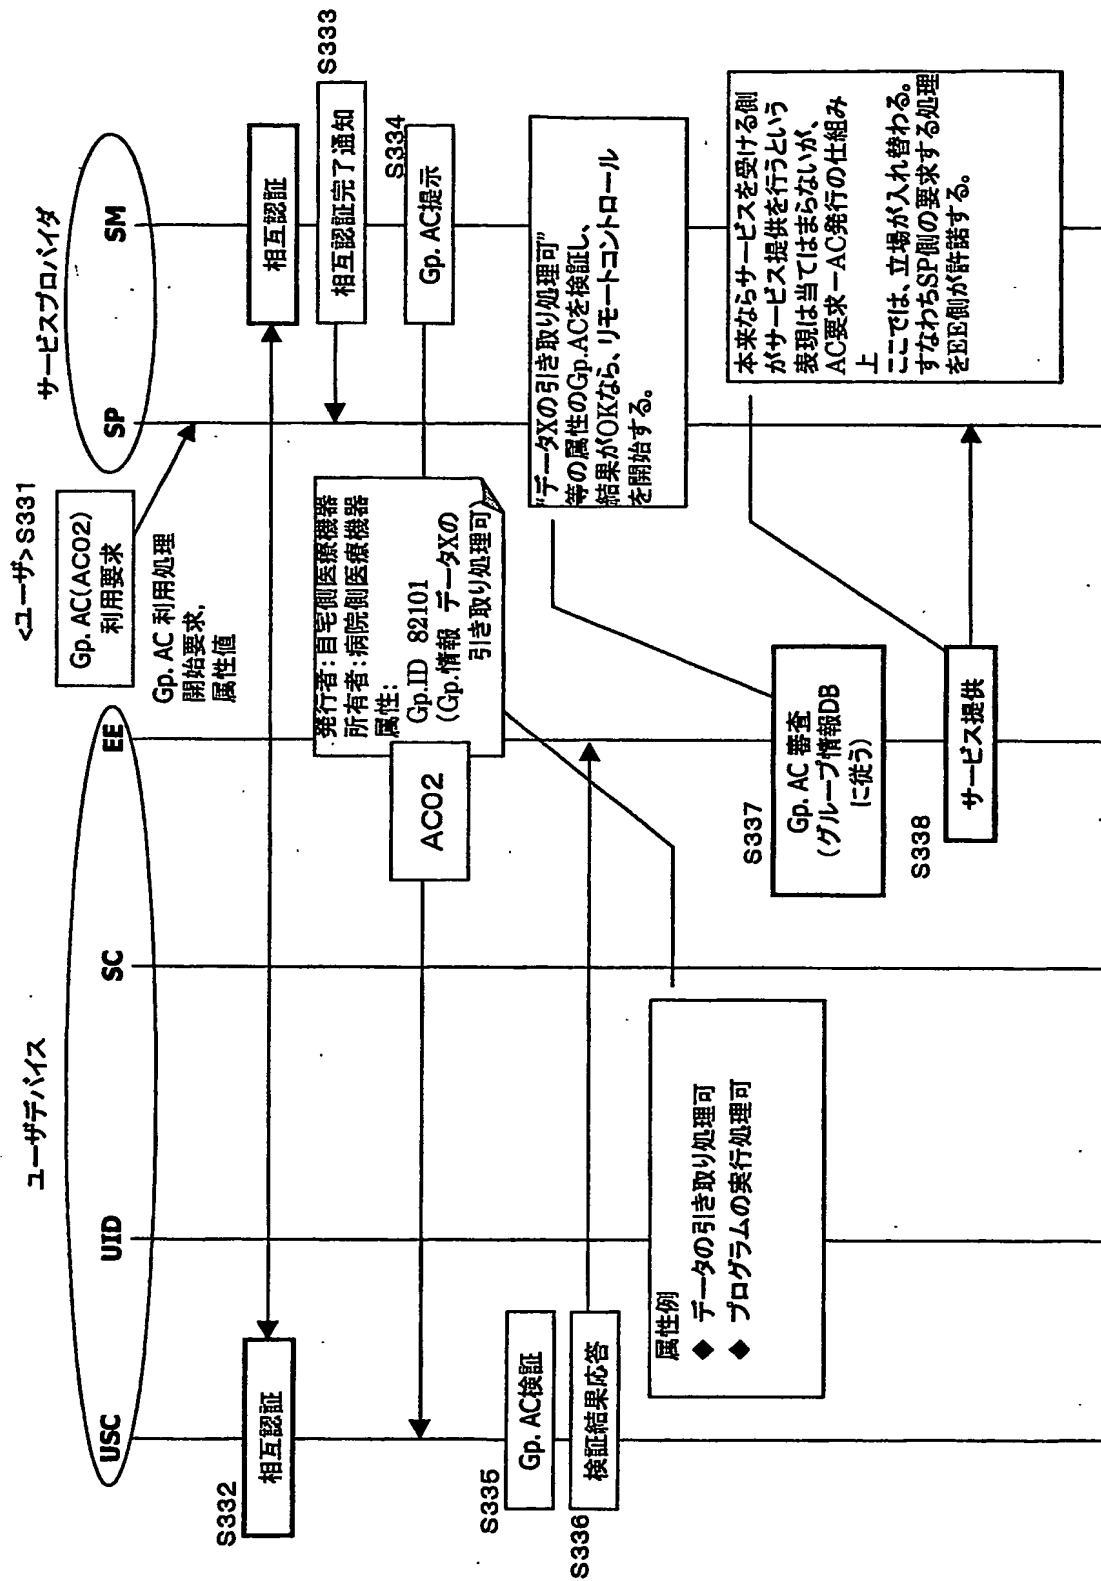 ユーザデバイス
USC
UID
SC
EE
<ユーザ>S331
Gp. AC(AC02)
利用要求
サービスプロバイダ
SP
SM
Gp. AC 利用処理
開始要求,
属性値
S332
相互認証
相互認証
S333
相互認証完了通知
S334
Gp. AC提示
発行者:自宅側医療機器
所有者:病院側医療機器
属性:
Gp.ID 82101
(Gp.情報 データXの
引き取り処理可)
AC02
S335
Gp. AC検証
S336
検証結果応答
"データXの引き取り処理可"
等の属性のGp.ACを検証し、
結果がOKなら、リモートコントロール
を開始する。
属性例
◆ データの引き取り処理可
◆ プログラムの実行処理可
S337
Gp. AC 審査
(グループ情報DB
に従う)
S338
サービス提供
本来ならサービスを受ける側
がサービス提供を行うという
表現は当てはまらないが、
AC要求−AC発行の仕組み
上
ここでは、立場が入れ替わる。
すなわちSP側の要求する処理
をEE側が許諾する。